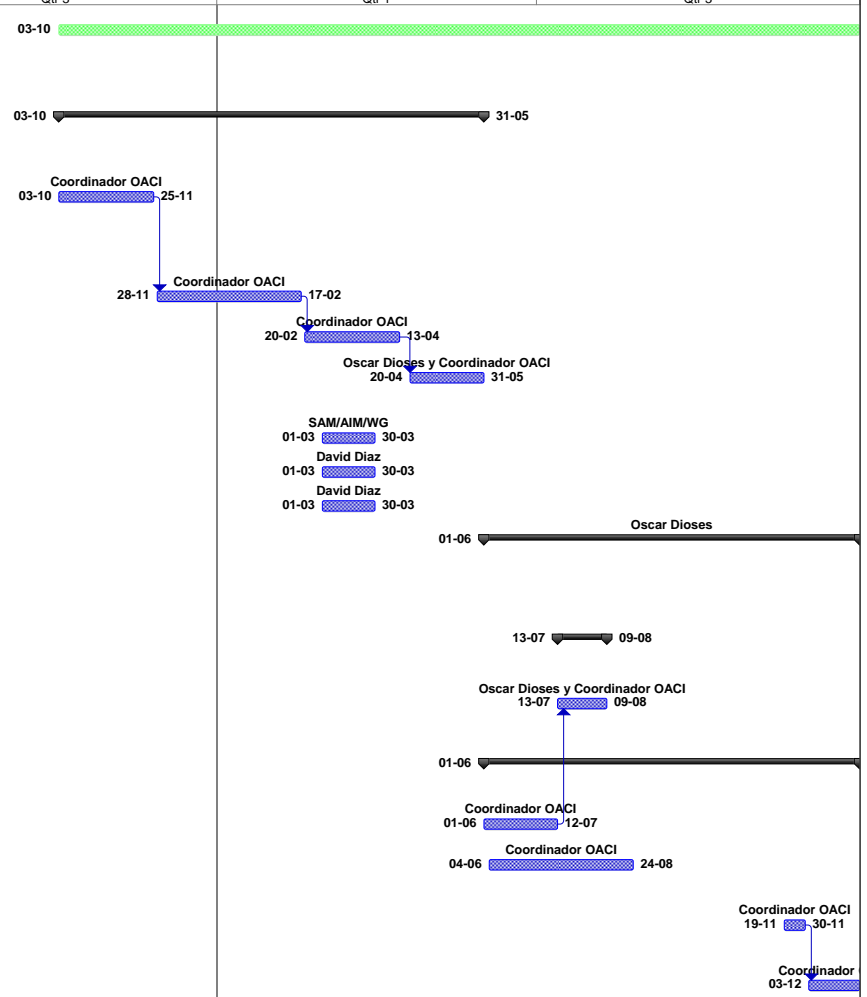 03-10
03-10 31-05
Coordinador OACI
03-10 25-11
Coordinador OACI
28-11 17-02
Coordinador OACI
20-02 13-04
Oscar Dioses y Coordinador OACI
20-04 31-05
SAM/AIM/WG
01-03 30-03
David Diaz
01-03 30-03
David Diaz
01-03 30-03
Oscar Dioses
01-06
13-07 09-08
Oscar Dioses y Coordinador OACI
13-07 09-08
01-06
Coordinador OACI
01-06 12-07
Coordinador OACI
04-06 24-08
Coordinador OACI
19-11 30-11
Coordinador
03-12